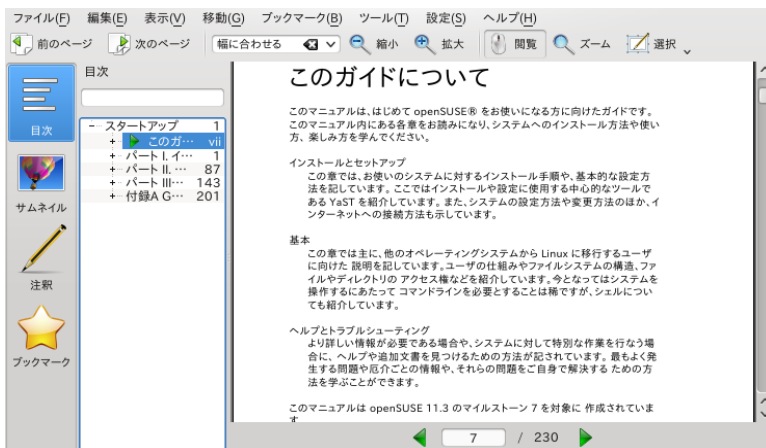 ファイル(F) 編集(E) 表示(V) 移動(G) ブックマーク(B) ツール(T) 設定(S) ヘルプ(H)
前のページ 次のページ 幅に合わせる 縮小 拡大 閲覧 ズーム 選択
目次
目次
サムネイル
注釈
ブックマーク
スタートアップ 1
このガ… vii
パート I. イ… 1
パート II. … 87
パート III… 143
付録A G… 201
このガイドについて
このマニュアルは、はじめて openSUSE® をお使いになる方に向けたガイドです。
このマニュアル内にある各章をお読みになり、システムへのインストール方法や使い
方、楽しみ方を学んでください。
インストールとセットアップ
この章では、お使いのシステムに対するインストール手順や、基本的な設定方
法を記しています。ここではインストールや設定に使用する中心的なツールで
ある YaST を紹介しています。また、システムの設定方法や変更方法のほか、イ
ンターネットへの接続方法も示しています。
基本
この章では主に、他のオペレーティングシステムから Linux に移行するユーザ
に向けた 説明を記しています。ユーザの仕組みやファイルシステムの構造、ファ
イルやディレクトリの アクセス権などを紹介しています。今となってはシステムを
操作するにあたって コマンドラインを必要とすることは稀ですが、シェルについ
ても紹介しています。
ヘルプとトラブルシューティング
より詳しい情報が必要である場合や、システムに対して特別な作業を行なう場
合に、ヘルプや追加文書を見つけるための方法が記されています。最もよく発
生する問題や厄介ごとの情報や、それらの問題をご自身で解決する ための方
法を学ぶことができます。
このマニュアルは openSUSE 11.3 のマイルストーン 7 を対象に 作成されていま
す
7 / 230